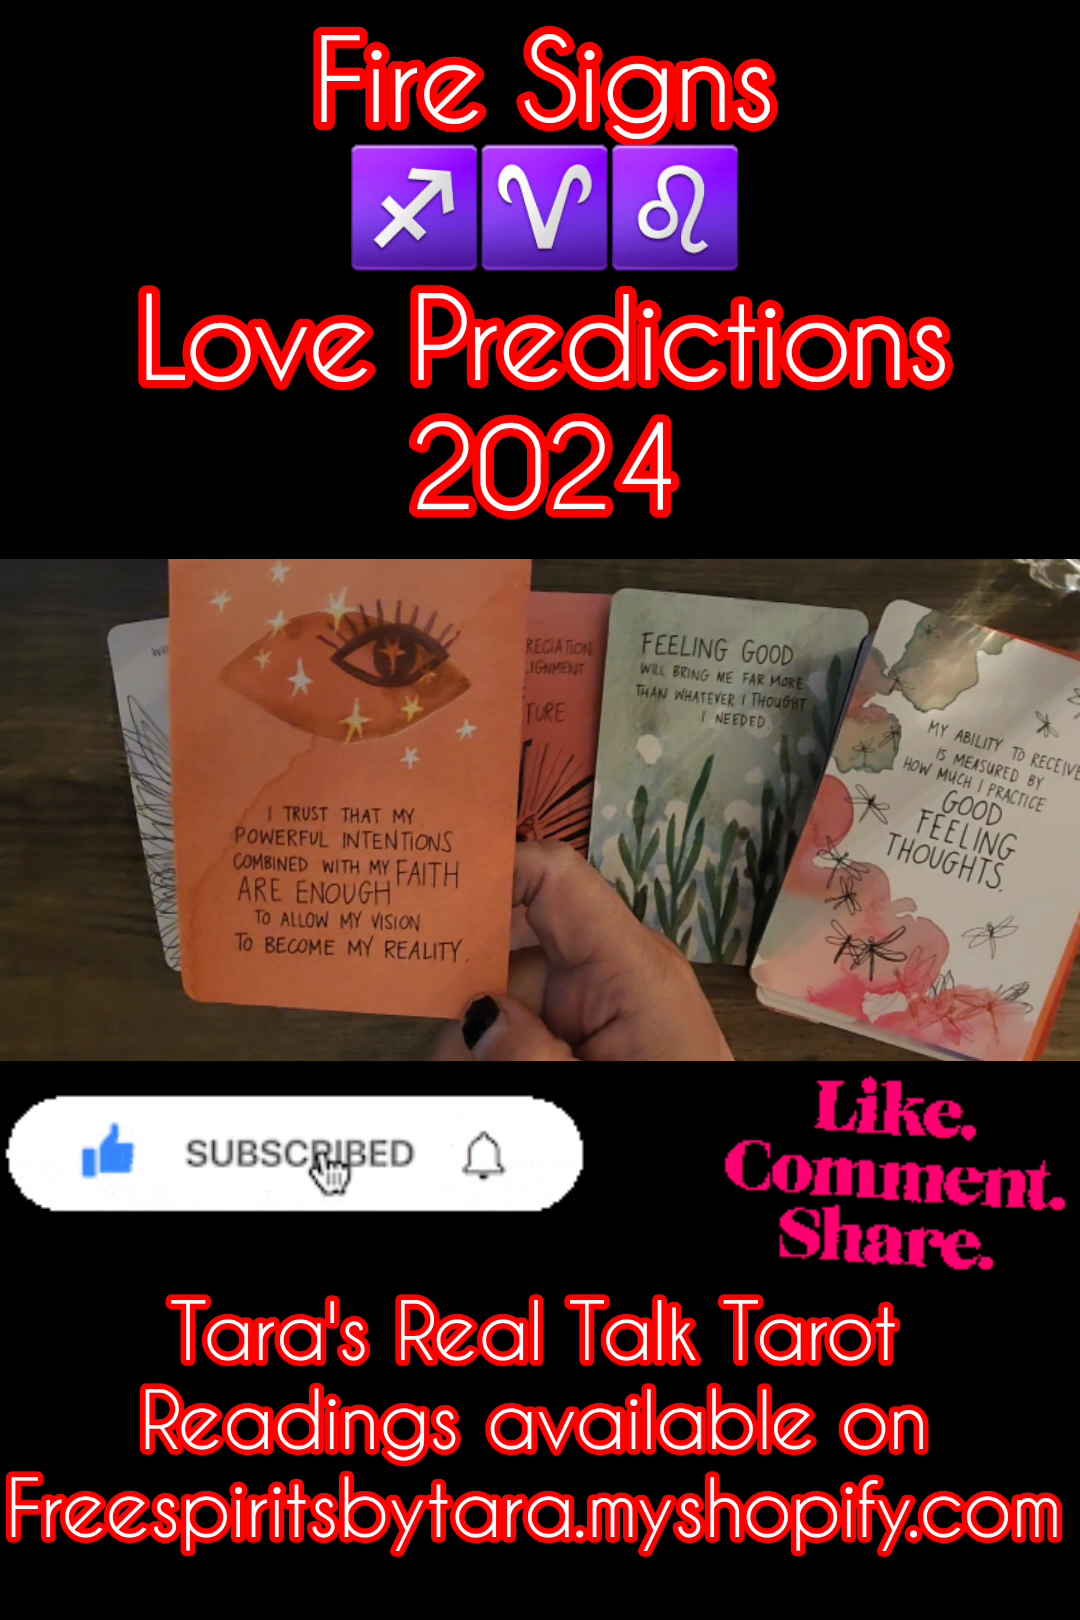 Fire Signs
♐♈♌
Love Predictions
2024
I TRUST THAT MY
POWERFUL INTENTIONS
COMBINED WITH MY FAITH
ARE ENOUGH
TO ALLOW MY VISION
TO BECOME MY REALITY.
FEELING GOOD
WILL BRING ME FAR MORE
THAN WHATEVER I THOUGHT
I NEEDED.
MY ABILITY TO RECEIVE
IS MEASURED BY
HOW MUCH I PRACTICE
GOOD
FEELING
THOUGHTS.
SUBSCRIBED
Like.
Comment.
Share.
Tara's Real Talk Tarot
Readings available on
Freespiritsbytara.myshopify.com